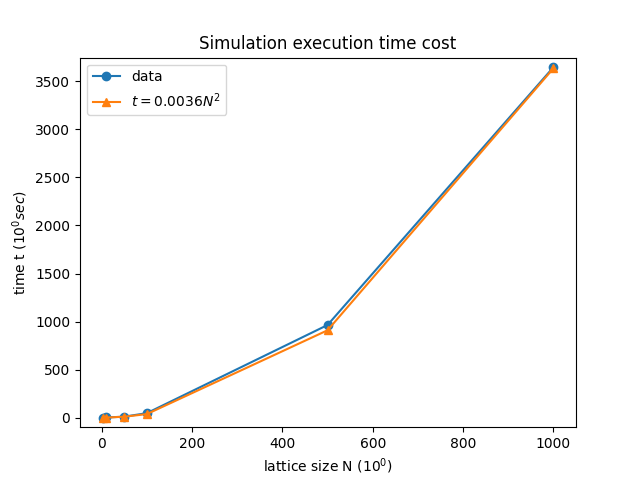 Simulation execution time cost
data
t = 0.0036N²
3500
3000
2500
2000
1500
1000
500
0
time t (10⁰sec)
0 200 400 600 800 1000
lattice size N (10⁰)